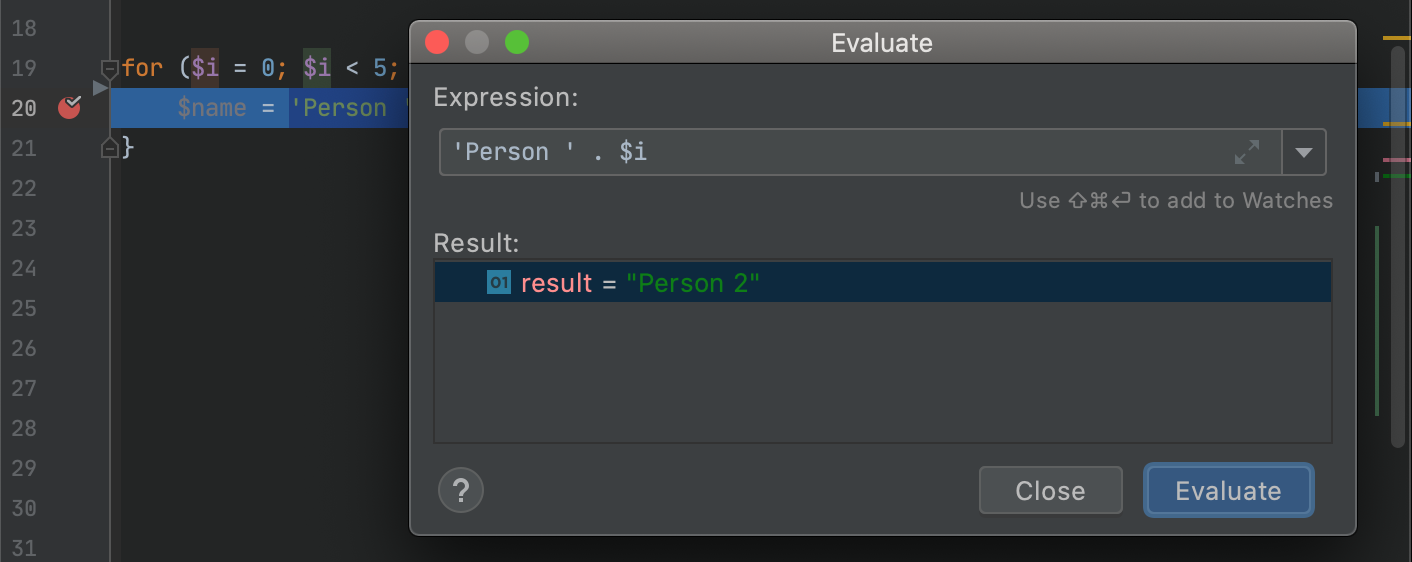 Evaluate
18
19 for ($i = 0; $i < 5;
20 $name = 'Person '
21 }
22
23
24
25
26
27
28
29
30
31
Expression:
'Person ' . $i
Use ⇧⌘⏎ to add to Watches
Result:
01 result = "Person 2"
? Close Evaluate